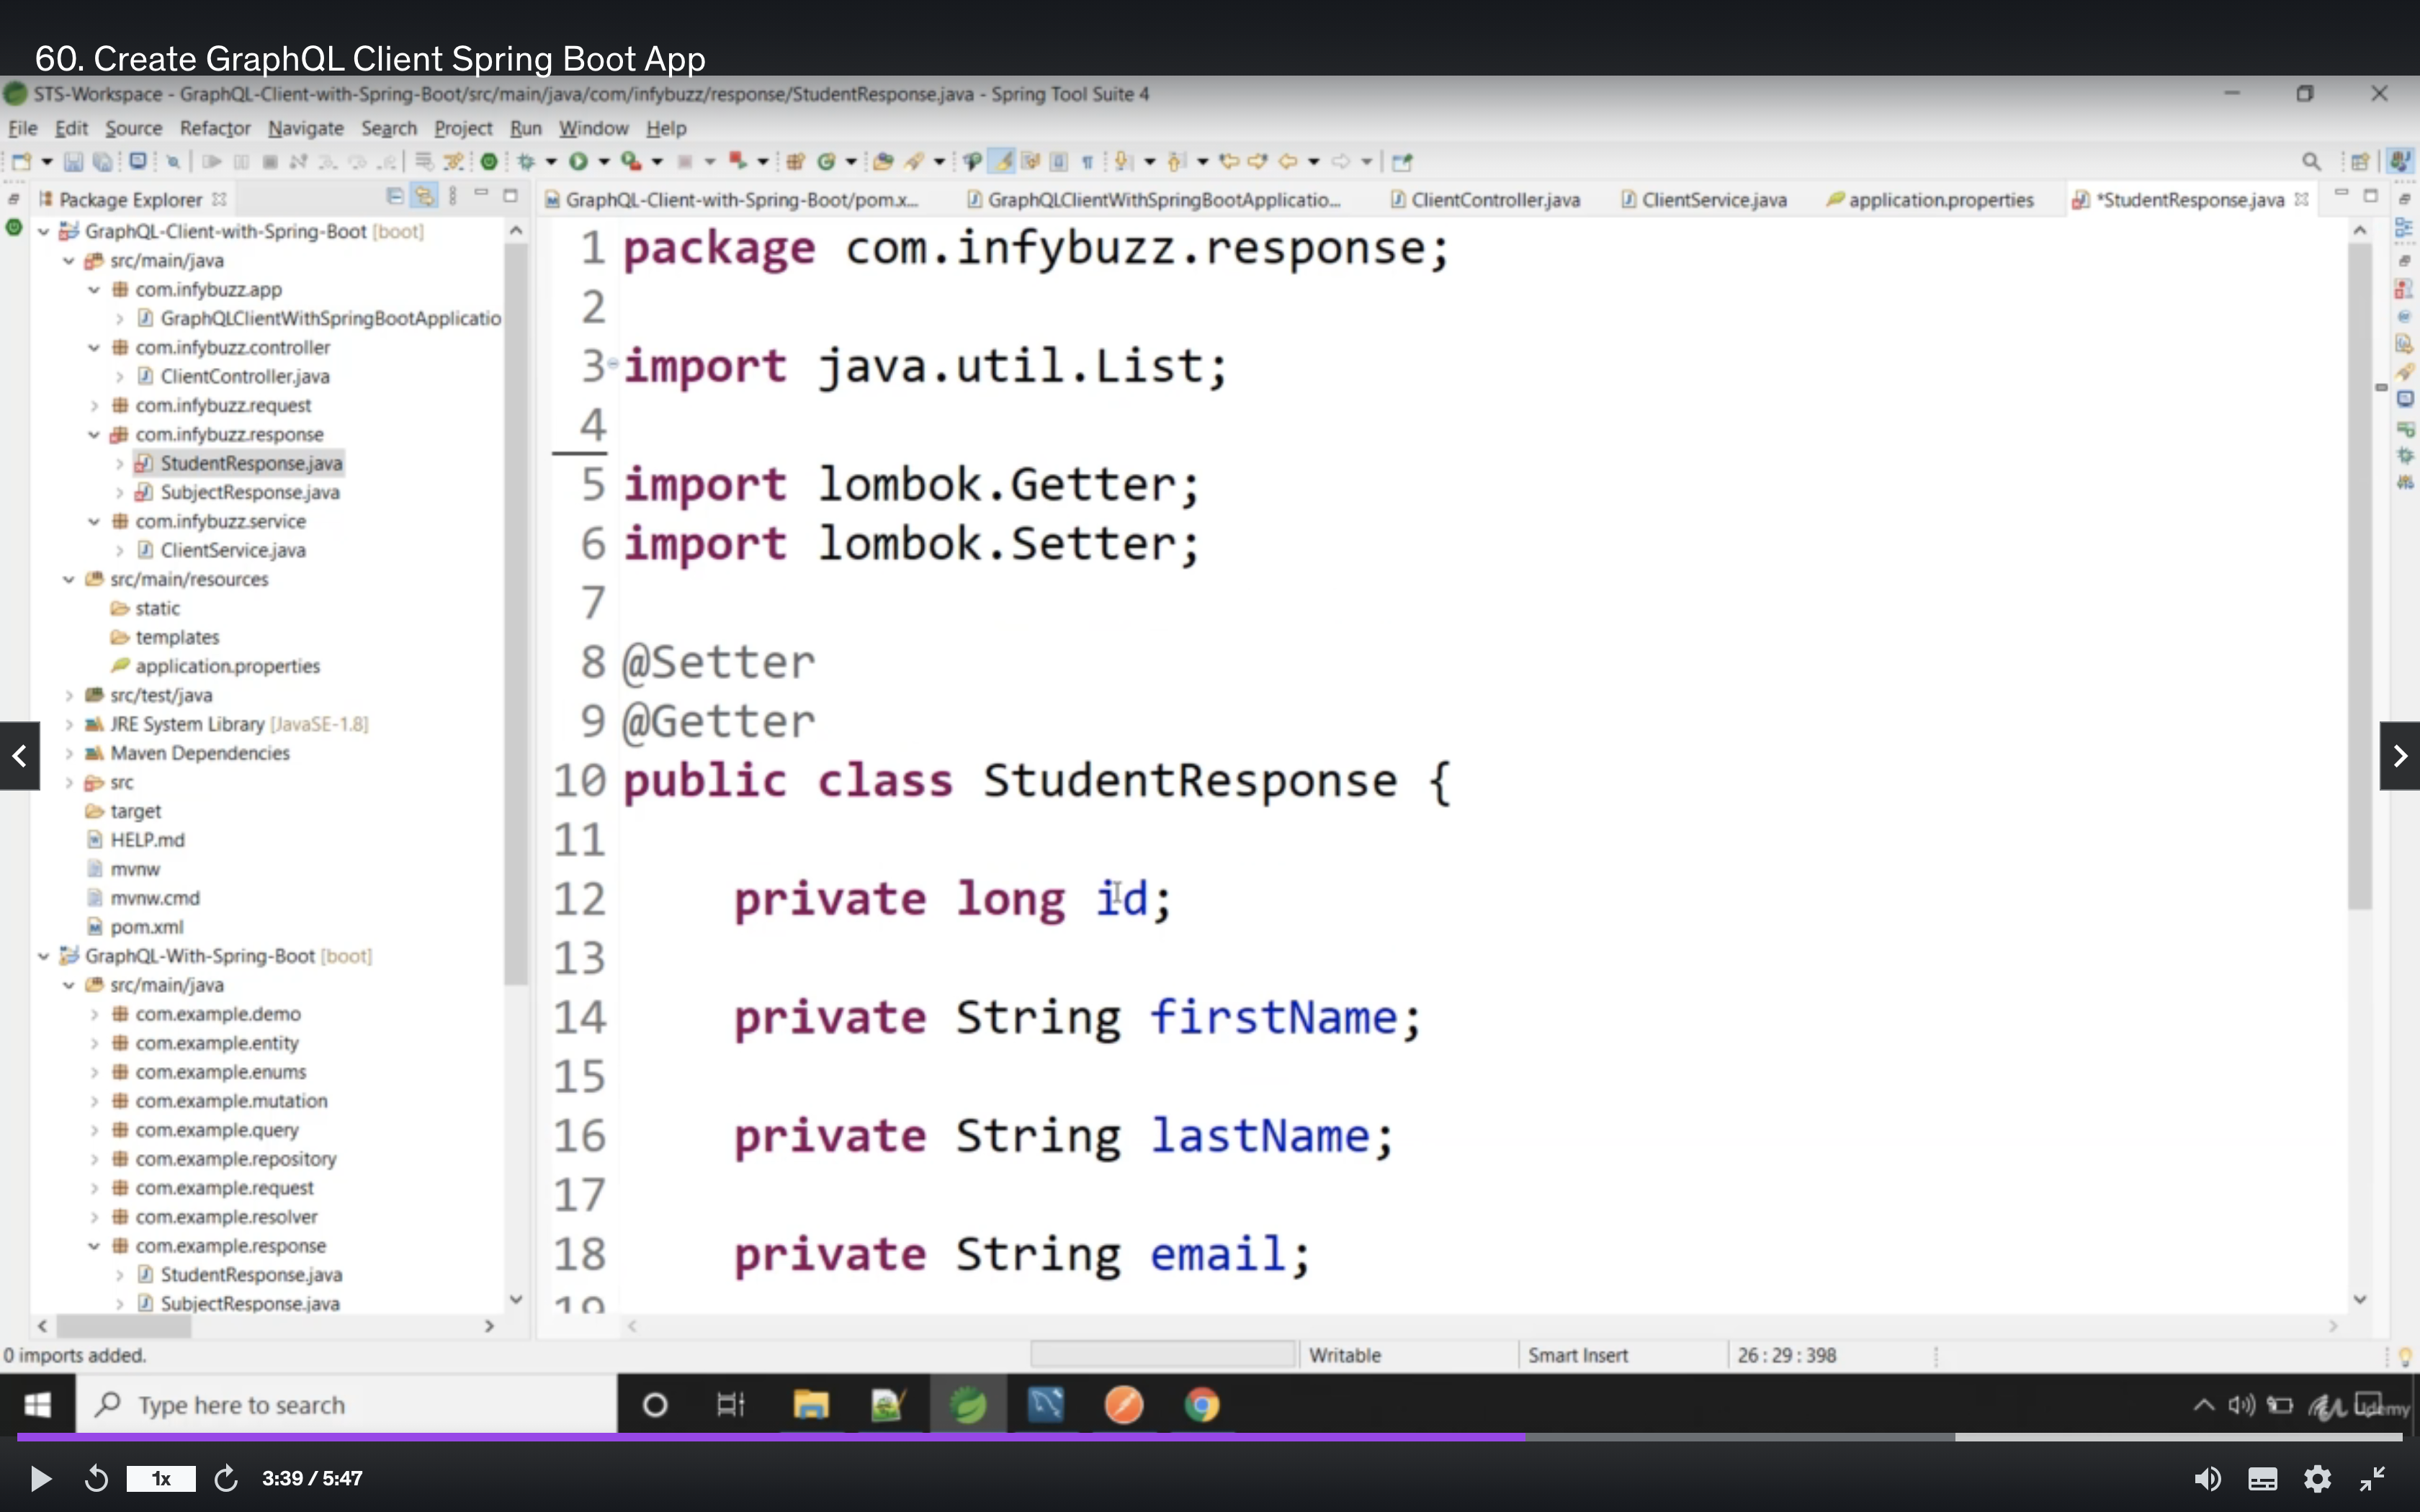 60. Create GraphQL Client Spring Boot App
STS-Workspace - GraphQL-Client-with-Spring-Boot/src/main/java/com/infybuzz/response/StudentResponse.java - Spring Tool Suite 4
File Edit Source Refactor Navigate Search Project Run Window Help
Package Explorer
GraphQL-Client-with-Spring-Boot [boot]
src/main/java
com.infybuzz.app
GraphQLClientWithSpringBootApplicatio
com.infybuzz.controller
ClientController.java
com.infybuzz.request
com.infybuzz.response
StudentResponse.java
SubjectResponse.java
com.infybuzz.service
ClientService.java
src/main/resources
static
templates
application.properties
src/test/java
JRE System Library [JavaSE-1.8]
Maven Dependencies
src
target
HELP.md
mvnw
mvnw.cmd
pom.xml
GraphQL-With-Spring-Boot [boot]
src/main/java
com.example.demo
com.example.entity
com.example.enums
com.example.mutation
com.example.query
com.example.repository
com.example.request
com.example.resolver
com.example.response
StudentResponse.java
SubjectResponse.java
GraphQL-Client-with-Spring-Boot/pom.x... GraphQLClientWithSpringBootApplicatio... ClientController.java ClientService.java application.properties *StudentResponse.java
1 package com.infybuzz.response;
2
3 import java.util.List;
4
5 import lombok.Getter;
6 import lombok.Setter;
7
8 @Setter
9 @Getter
10 public class StudentResponse {
11
12 private long id;
13
14 private String firstName;
15
16 private String lastName;
17
18 private String email;
19
0 imports added. Writable Smart Insert 26 : 29 : 398
Type here to search
Udemy
1x 3:39 / 5:47